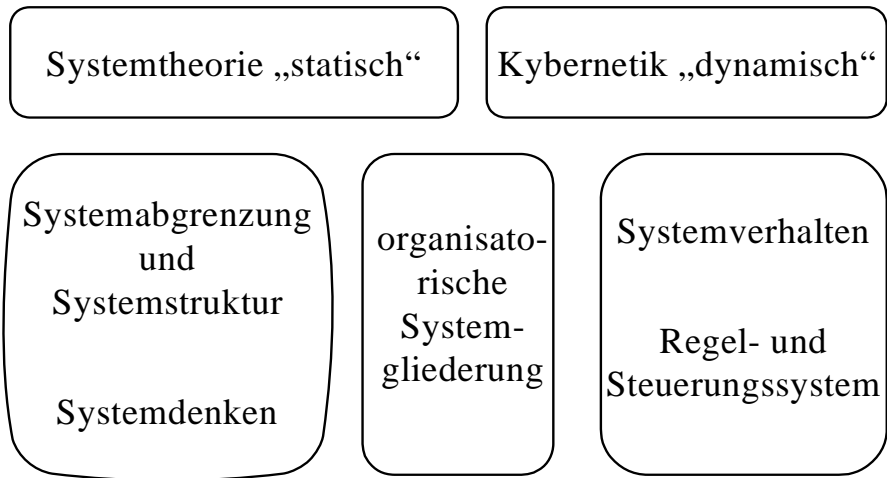 Systemtheorie „statisch“
Kybernetik „dynamisch“
Systemabgrenzung
und
Systemstruktur
Systemdenken
organisato-
rische
System-
gliederung
Systemverhalten
Regel- und
Steuerungssystem